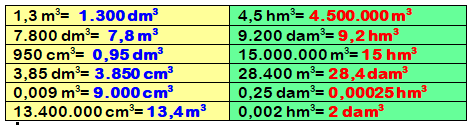 1,3 m³= 1.300 dm³ 4,5 hm³= 4.500.000 m³
7.800 dm³= 7,8 m³ 9.200 dam³= 9,2 hm³
950 cm³= 0,95 dm³ 15.000.000 m³= 15 hm³
3,85 dm³= 3.850 cm³ 28.400 m³= 28,4 dam³
0,009 m³= 9.000 cm³ 0,25 dam³= 0,00025 hm³
13.400.000 cm³= 13,4 m³ 0,002 hm³= 2 dam³